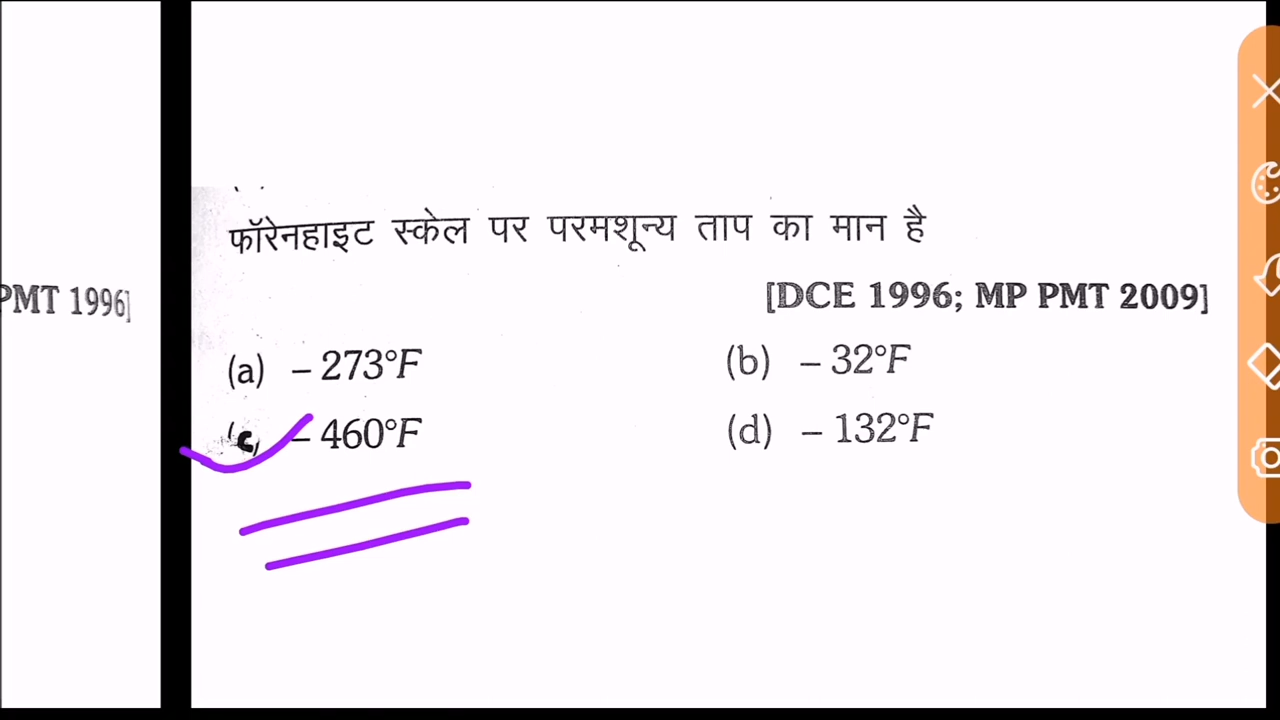 PMT 1996]
फॉरेनहाइट स्केल पर परमशून्य ताप का मान है
[DCE 1996; MP PMT 2009]
(a) – 273°F (b) – 32°F
(c) – 460°F (d) – 132°F